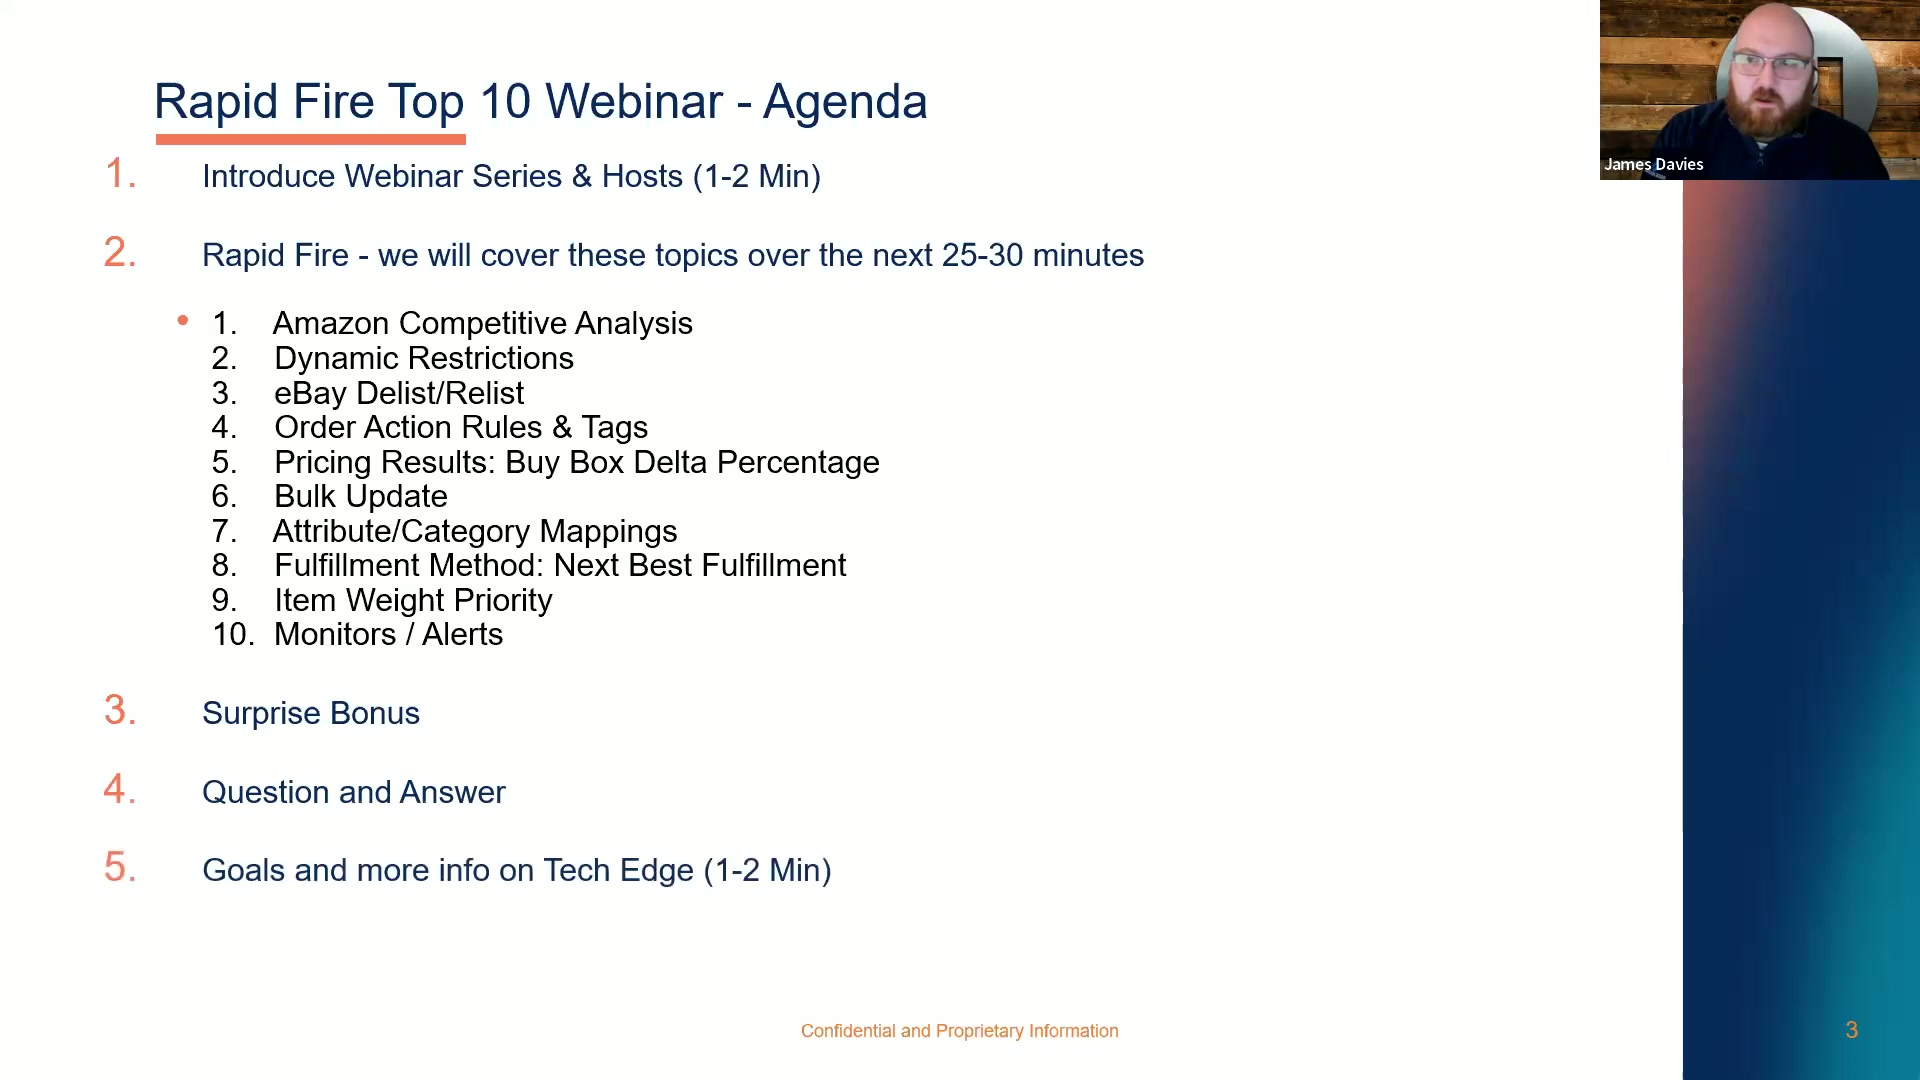 Rapid Fire Top 10 Webinar - Agenda
1. Introduce Webinar Series & Hosts (1-2 Min)
2. Rapid Fire - we will cover these topics over the next 25-30 minutes
• 1. Amazon Competitive Analysis
2. Dynamic Restrictions
3. eBay Delist/Relist
4. Order Action Rules & Tags
5. Pricing Results: Buy Box Delta Percentage
6. Bulk Update
7. Attribute/Category Mappings
8. Fulfillment Method: Next Best Fulfillment
9. Item Weight Priority
10. Monitors / Alerts
3. Surprise Bonus
4. Question and Answer
5. Goals and more info on Tech Edge (1-2 Min)
James Davies
Confidential and Proprietary Information
3